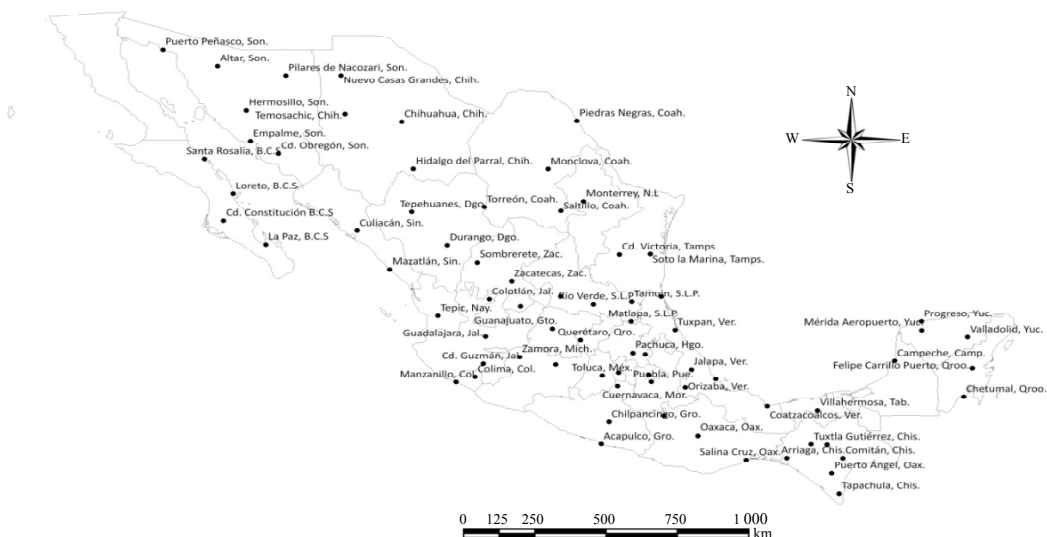 Puerto Peñasco, Son.
Altar, Son.
Pilares de Nacozari, Son.
Nuevo Casas Grandes, Chih.
N
Hermosillo, Son.
Temosachic, Chih.
Chihuahua, Chih.
Piedras Negras, Coah.
Empalme, Son.
W
E
Cd. Obregón, Son.
Santa Rosalía, B.C.S
Hidalgo del Parral, Chih.
Monclova, Coah.
S
Loreto, B.C.S
Monterrey, N.L
Tepehuanes, Dgo.
Torreón, Coah.
Saltillo, Coah.
Cd. Constitución B.C.S
Culiacán, Sin.
La Paz, B.C.S
Durango, Dgo.
Cd. Victoria, Tamps.
Sombrerete, Zac.
Soto la Marina, Tamps.
Mazatlán, Sin.
Zacatecas, Zac.
Colotlán, Jal.
Río Verde, S.L.P
Tamuín, S.L.P.
Tepic, Nay.
Matlapa, S.L.P
Progreso, Yuc.
Guanajuato, Gto.
Mérida Aeropuerto, Yuc.
Tuxpan, Ver.
Valladolid, Yuc.
Guadalajara, Jal.
Querétaro, Qro.
Zamora, Mich.
Pachuca, Hgo.
Cd. Guzmán, Jal.
Campeche, Camp.
Colima, Col.
Toluca, Méx.
Jalapa, Ver.
Felipe Carrillo Puerto, Qroo.
Manzanillo, Col.
Puebla, Pue.
Orizaba, Ver.
Chetumal, Qroo.
Cuernavaca, Mor.
Villahermosa, Tab.
Chilpancingo, Gro.
Coatzacoalcos, Ver.
Oaxaca, Oax.
Acapulco, Gro.
Tuxtla Gutiérrez, Chis.
Salina Cruz, Oax.
Arriaga, Chis.
Comitán, Chis.
Puerto Ángel, Oax.
Tapachula, Chis.
0 125 250 500 750 1 000
km